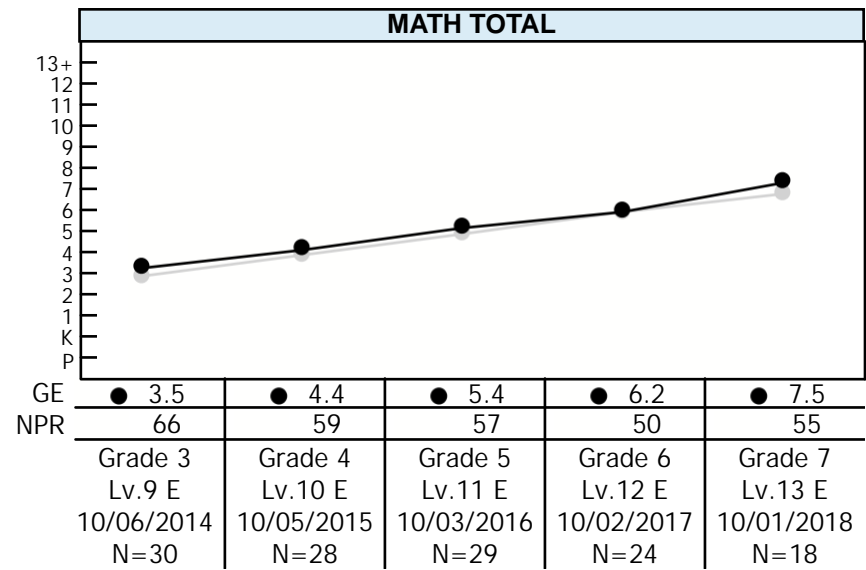 MATH TOTAL
13+
12
11
10
9
8
7
6
5
4
3
2
1
K
P
GE 3.5 4.4 5.4 6.2 7.5
NPR 66 59 57 50 55
Grade 3 Grade 4 Grade 5 Grade 6 Grade 7
Lv.9 E Lv.10 E Lv.11 E Lv.12 E Lv.13 E
10/06/2014 10/05/2015 10/03/2016 10/02/2017 10/01/2018
N=30 N=28 N=29 N=24 N=18